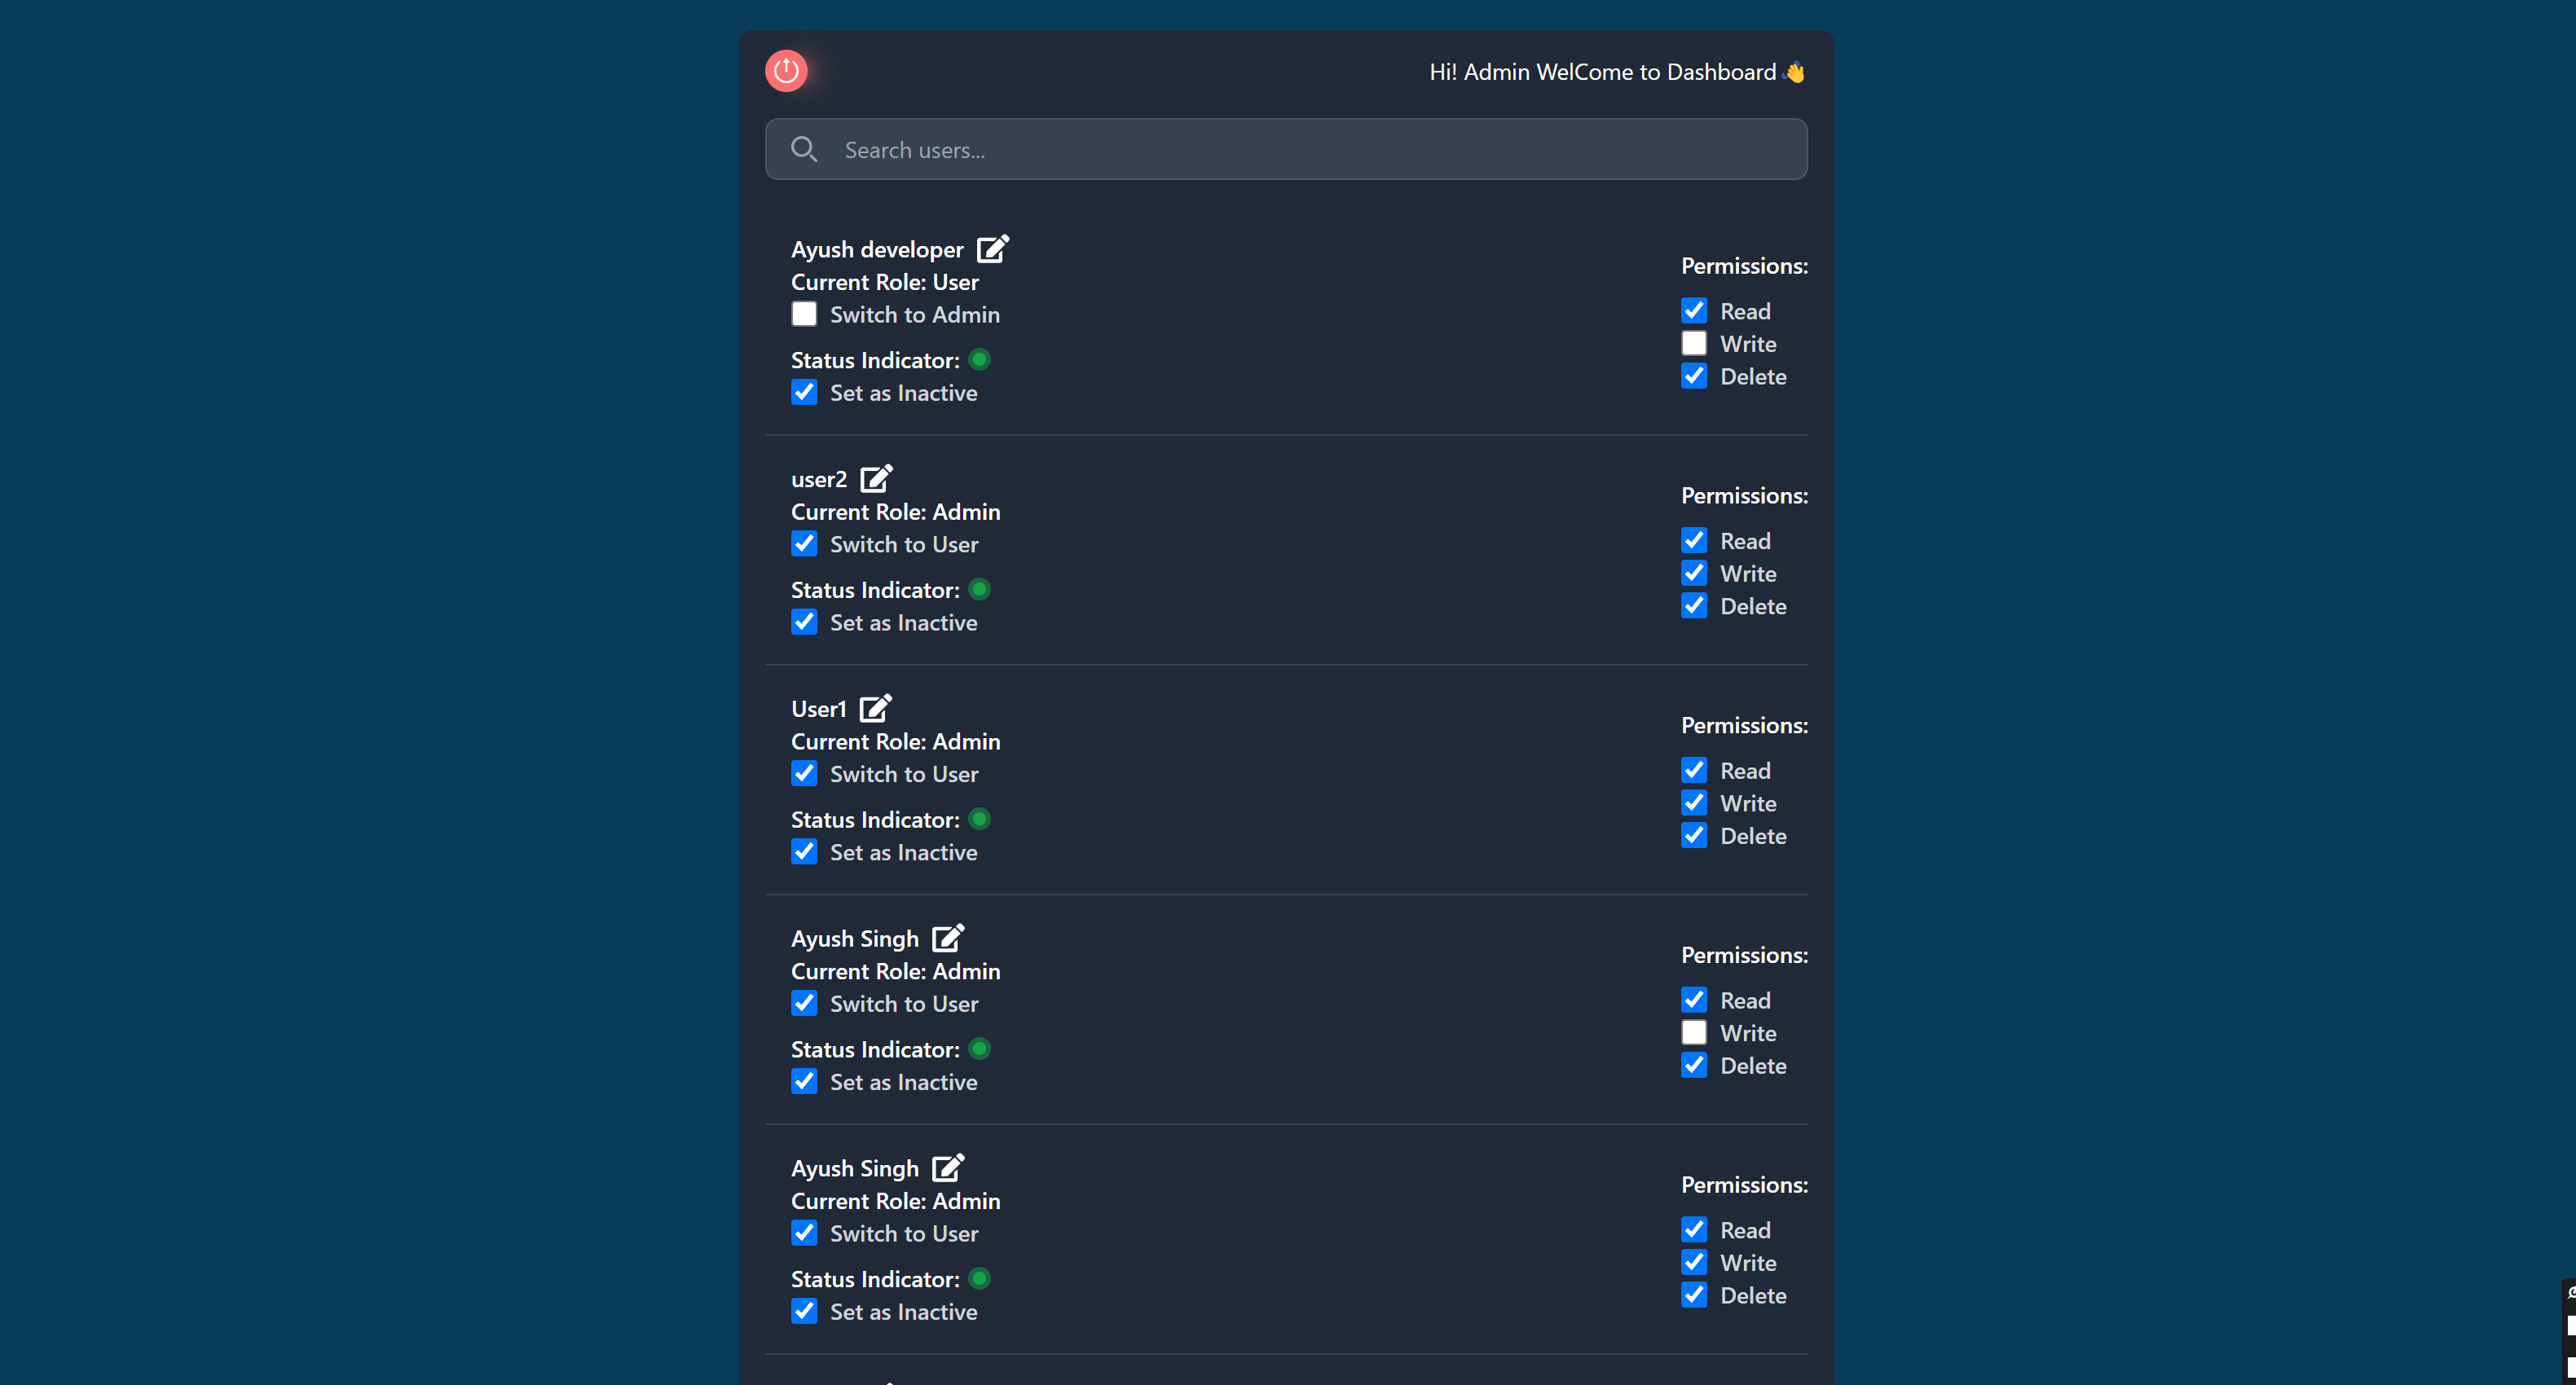 Hi! Admin WelCome to Dashboard 👋
Search users...
Ayush developer
Current Role: User
Switch to Admin
Status Indicator:
Set as Inactive
Permissions:
Read
Write
Delete
user2
Current Role: Admin
Switch to User
Status Indicator:
Set as Inactive
Permissions:
Read
Write
Delete
User1
Current Role: Admin
Switch to User
Status Indicator:
Set as Inactive
Permissions:
Read
Write
Delete
Ayush Singh
Current Role: Admin
Switch to User
Status Indicator:
Set as Inactive
Permissions:
Read
Write
Delete
Ayush Singh
Current Role: Admin
Switch to User
Status Indicator:
Set as Inactive
Permissions:
Read
Write
Delete